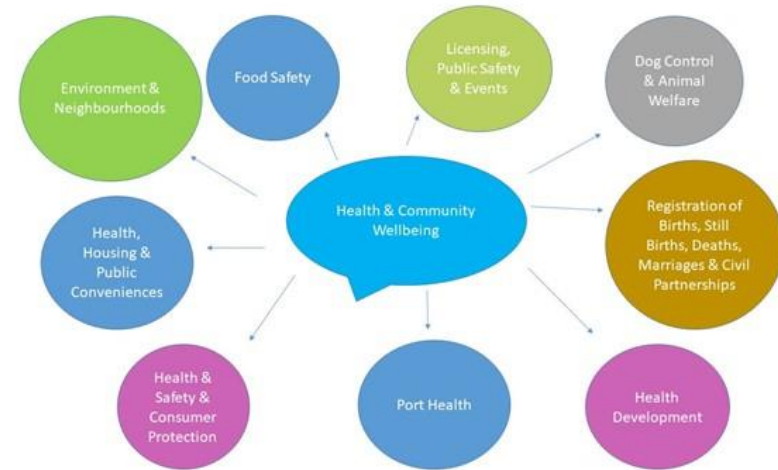 Environment &
Neighbourhoods
Food Safety
Licensing,
Public Safety
& Events
Dog Control
& Animal
Welfare
Health & Community
Wellbeing
Health,
Housing &
Public
Conveniences
Registration of
Births, Still
Births, Deaths,
Marriages & Civil
Partnerships
Health &
Safety &
Consumer
Protection
Port Health
Health
Development